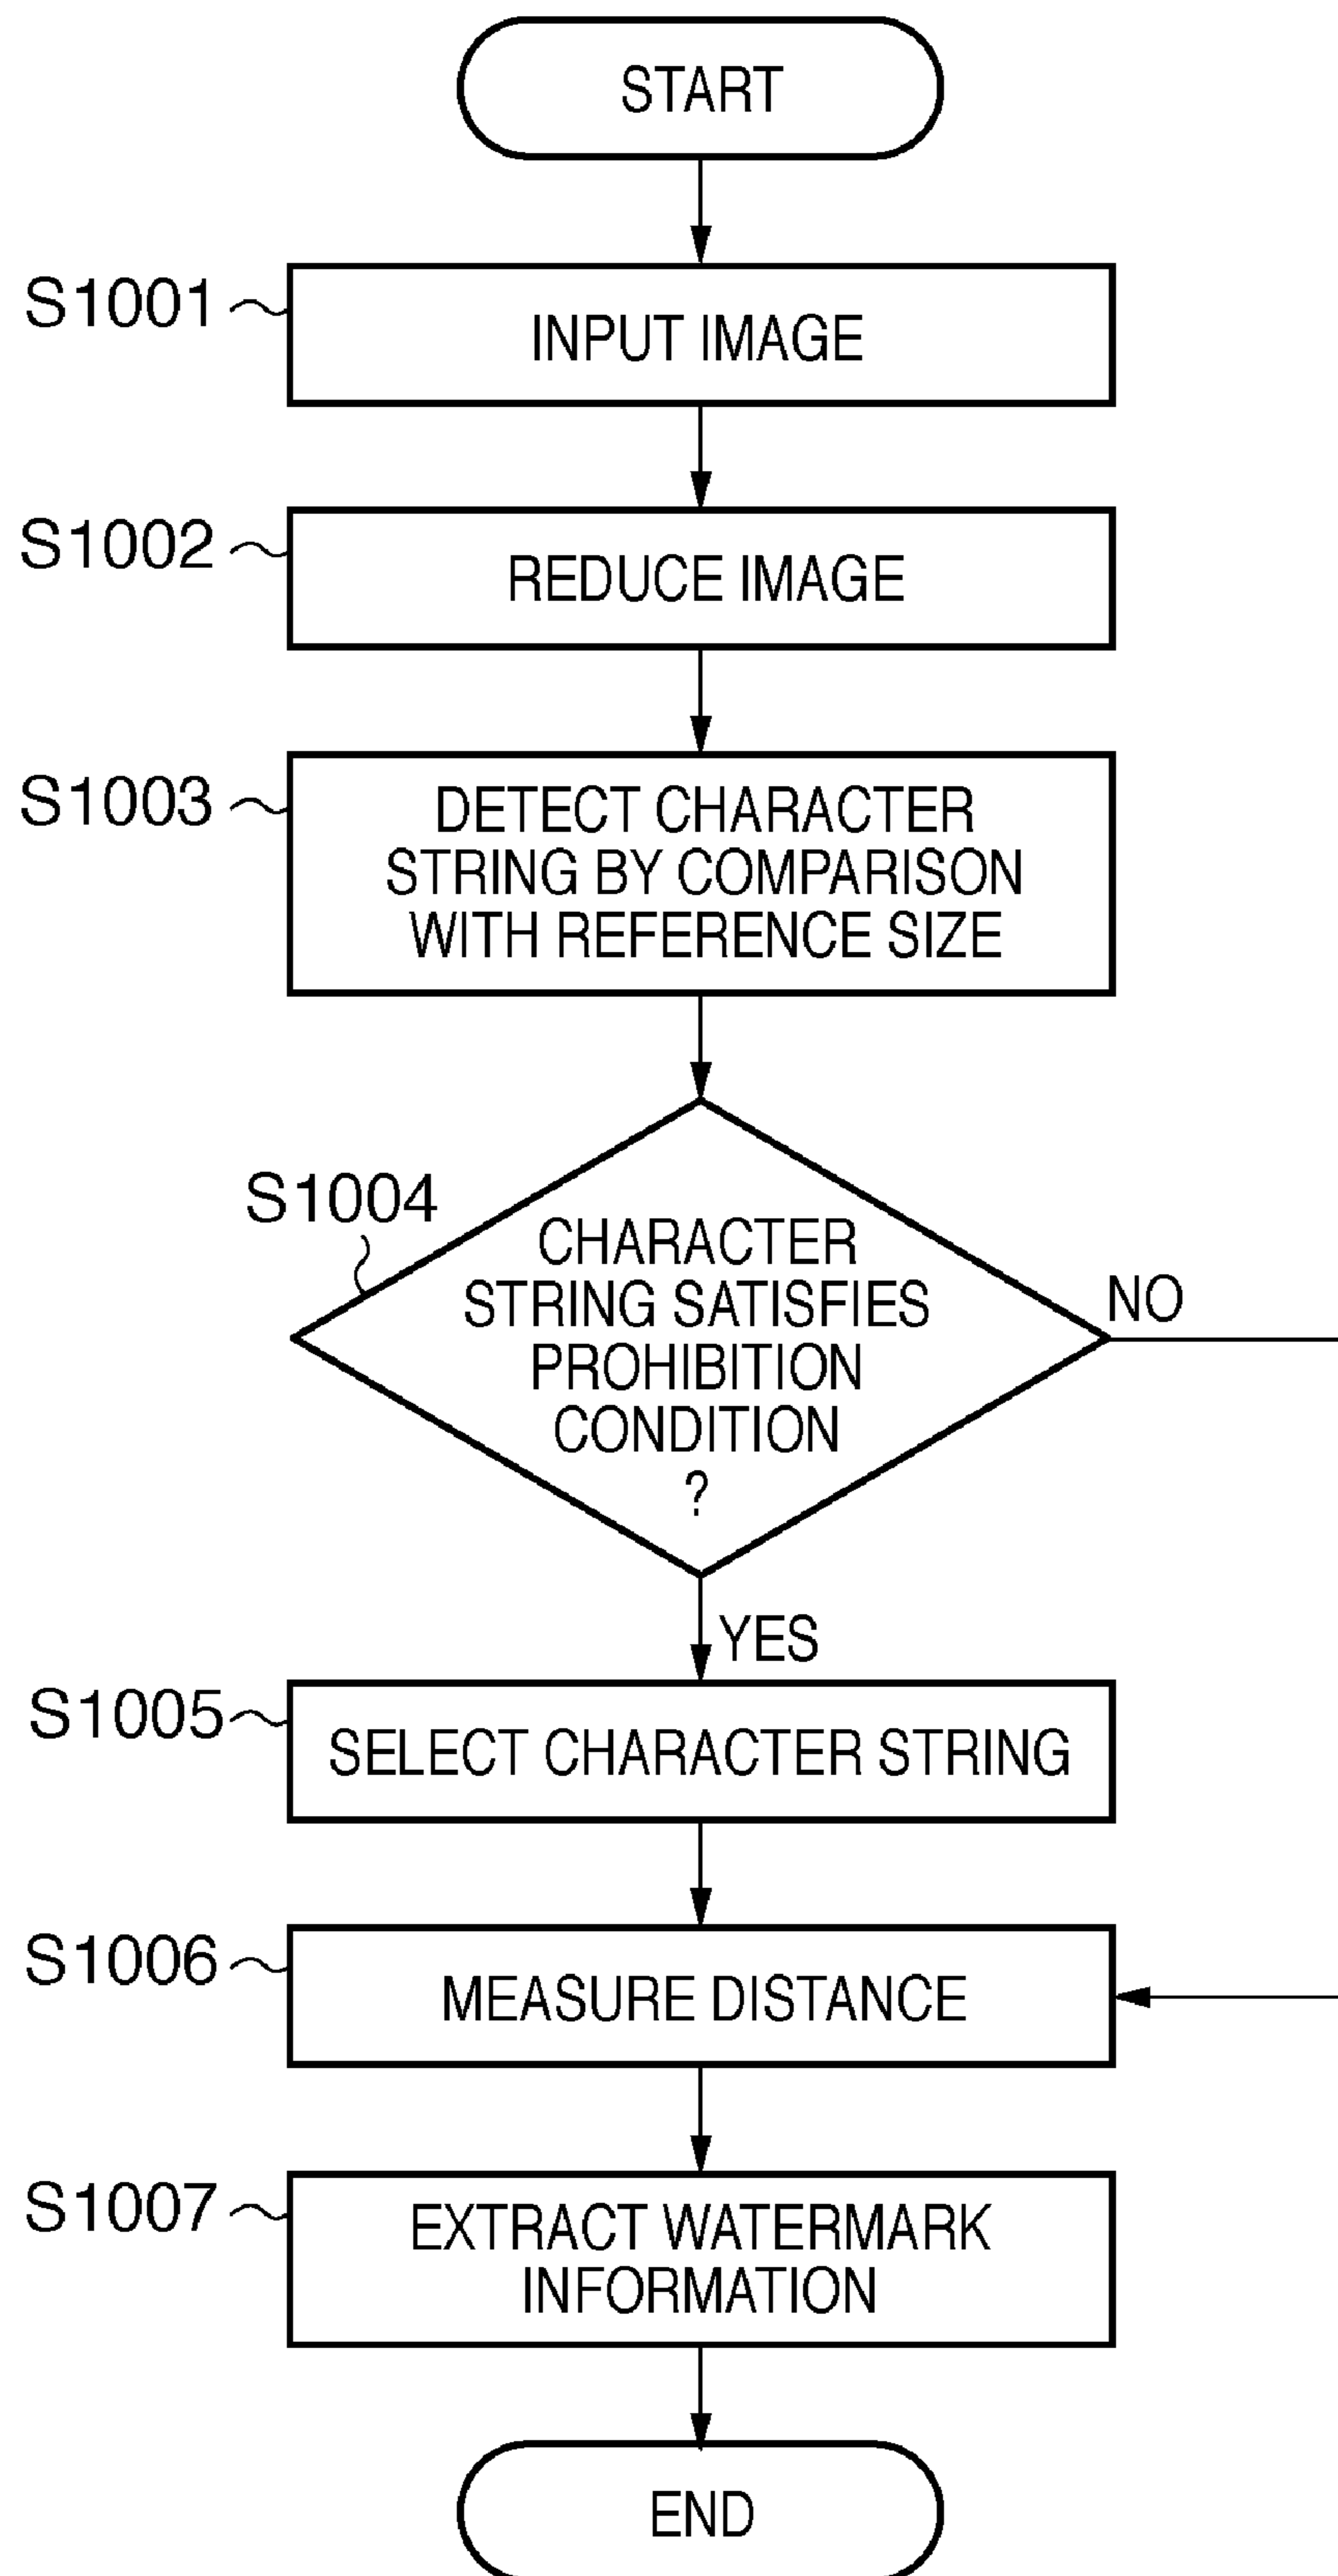 START
S1001
INPUT IMAGE
S1002
REDUCE IMAGE
S1003
DETECT CHARACTER
STRING BY COMPARISON
WITH REFERENCE SIZE
S1004
CHARACTER
STRING SATISFIES
PROHIBITION
CONDITION
?
NO
YES
S1005
SELECT CHARACTER STRING
S1006
MEASURE DISTANCE
S1007
EXTRACT WATERMARK
INFORMATION
END